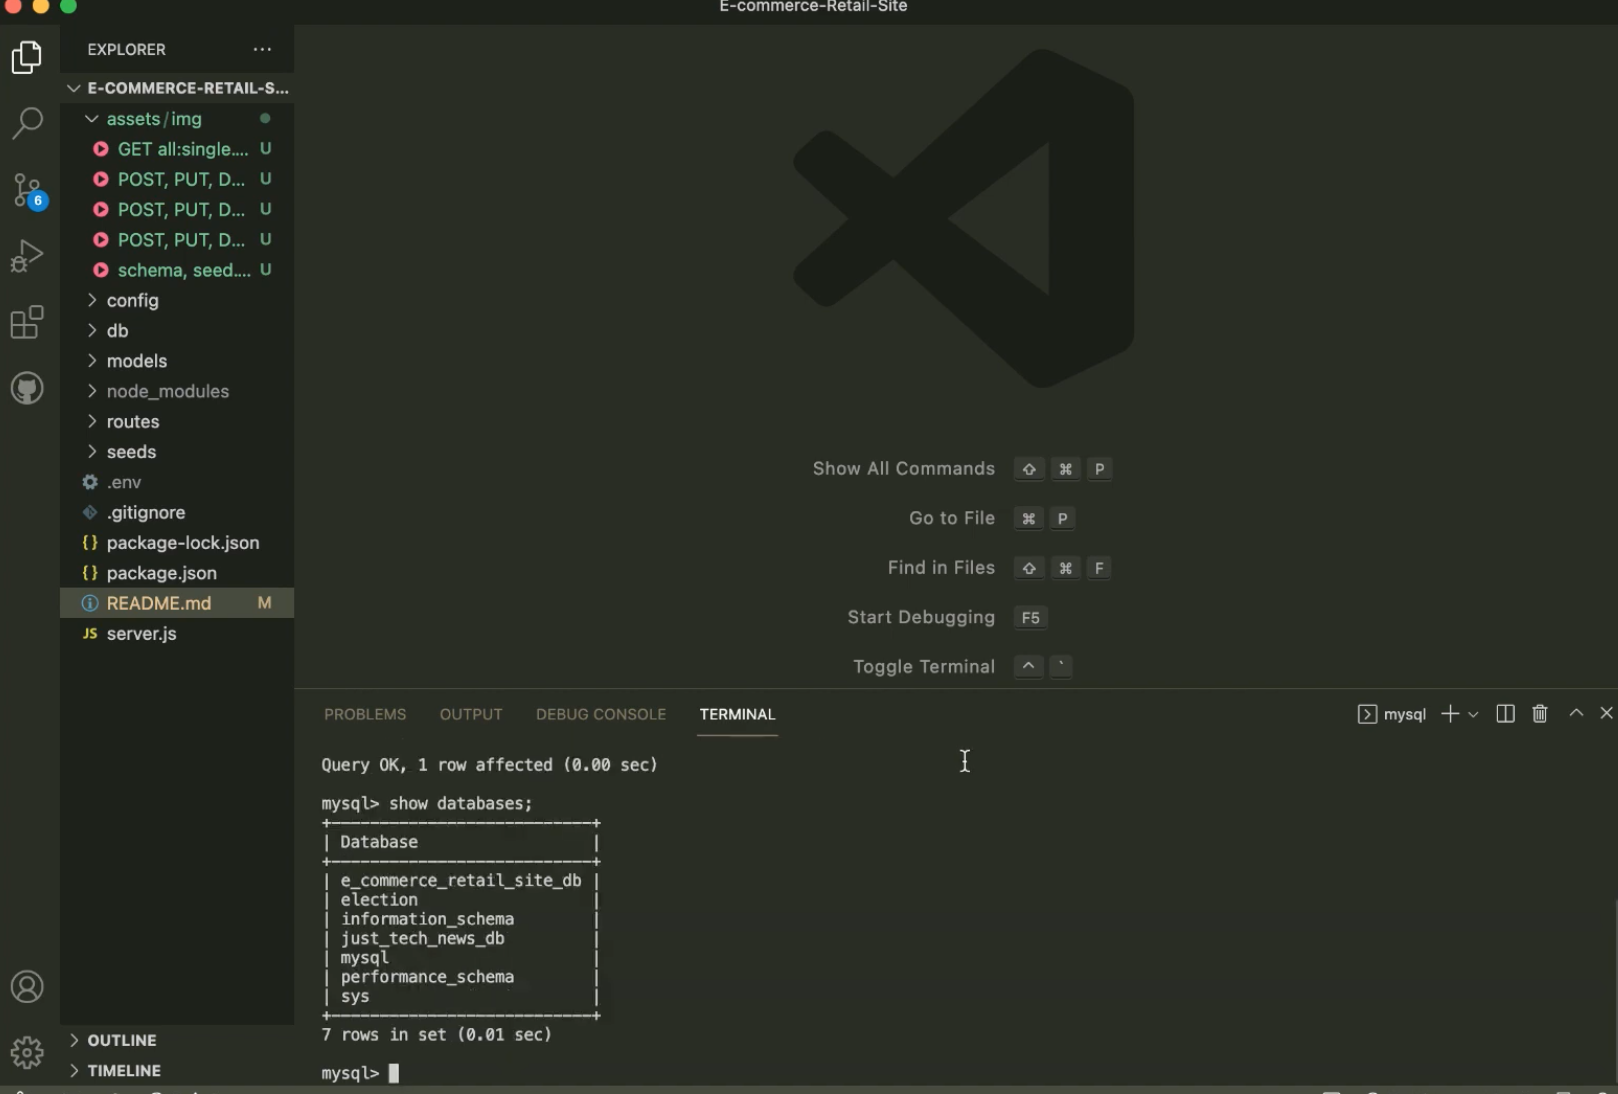 E-commerce-Retail-Site
EXPLORER ...
E-COMMERCE-RETAIL-S...
assets/img
GET all:single.... U
POST, PUT, D... U
POST, PUT, D... U
POST, PUT, D... U
schema, seed.... U
6
config
db
models
node_modules
routes
seeds
.env
.gitignore
{} package-lock.json
{} package.json
README.md M
JS server.js
OUTLINE
TIMELINE
Show All Commands ⇧ ⌘ P
Go to File ⌘ P
Find in Files ⇧ ⌘ F
Start Debugging F5
Toggle Terminal ^ `
PROBLEMS OUTPUT DEBUG CONSOLE TERMINAL mysql
Query OK, 1 row affected (0.00 sec)
mysql> show databases;
+--------------------------+
| Database                 |
+--------------------------+
| e_commerce_retail_site_db |
| election |
| information_schema |
| just_tech_news_db |
| mysql |
| performance_schema |
| sys |
+--------------------------+
7 rows in set (0.01 sec)
mysql>